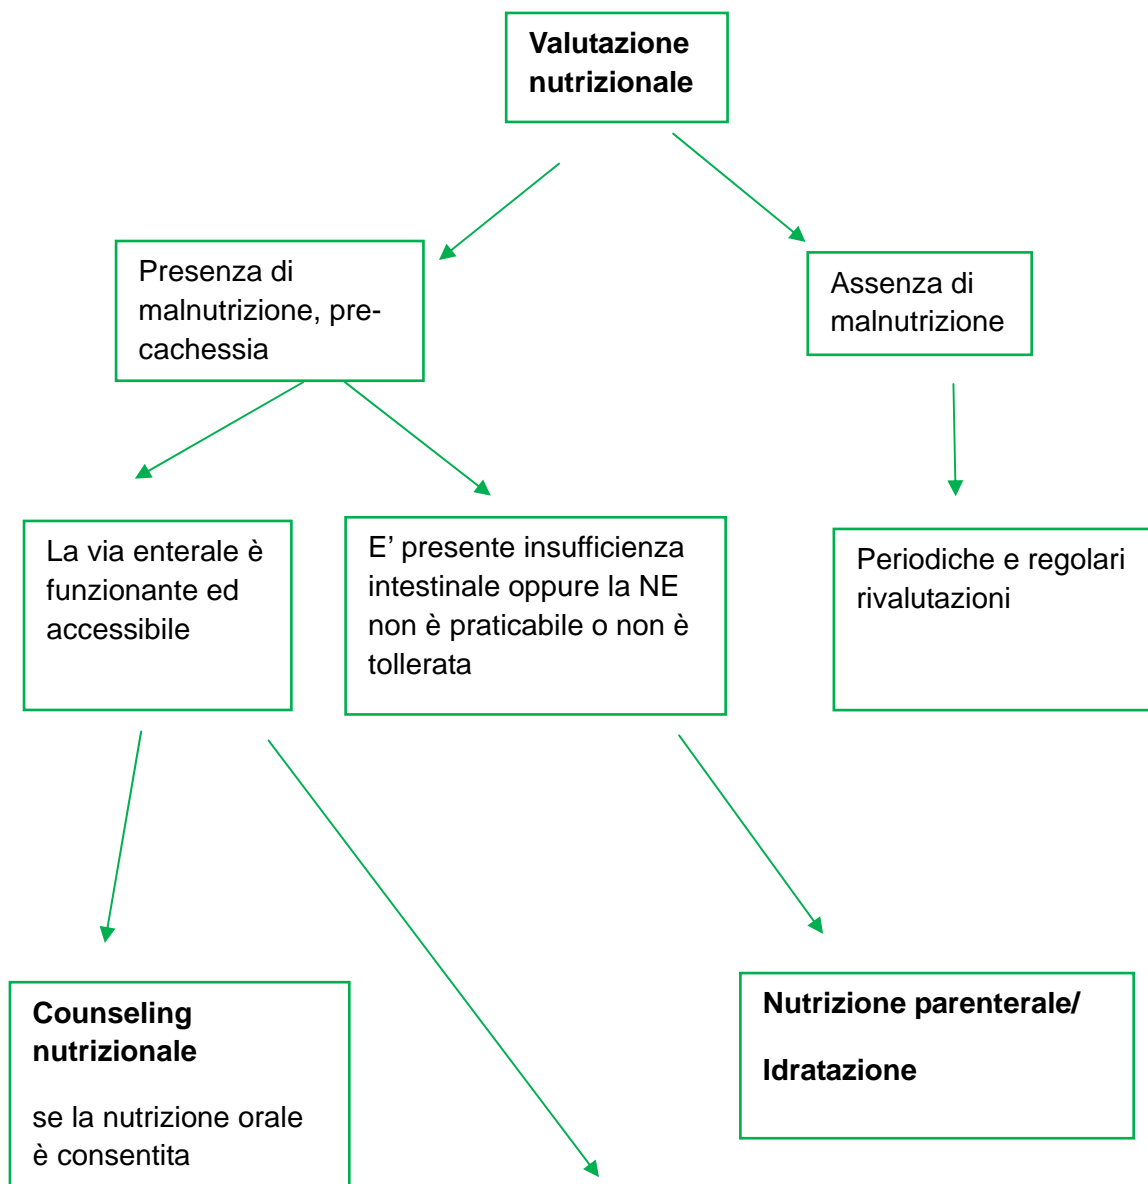 Valutazione
nutrizionale
Presenza di
malnutrizione, pre-
cachessia
Assenza di
malnutrizione
La via enterale è
funzionante ed
accessibile
E’ presente insufficienza
intestinale oppure la NE
non è praticabile o non è
tollerata
Periodiche e regolari
rivalutazioni
Counseling
nutrizionale
se la nutrizione orale
è consentita
Nutrizione parenterale/
Idratazione